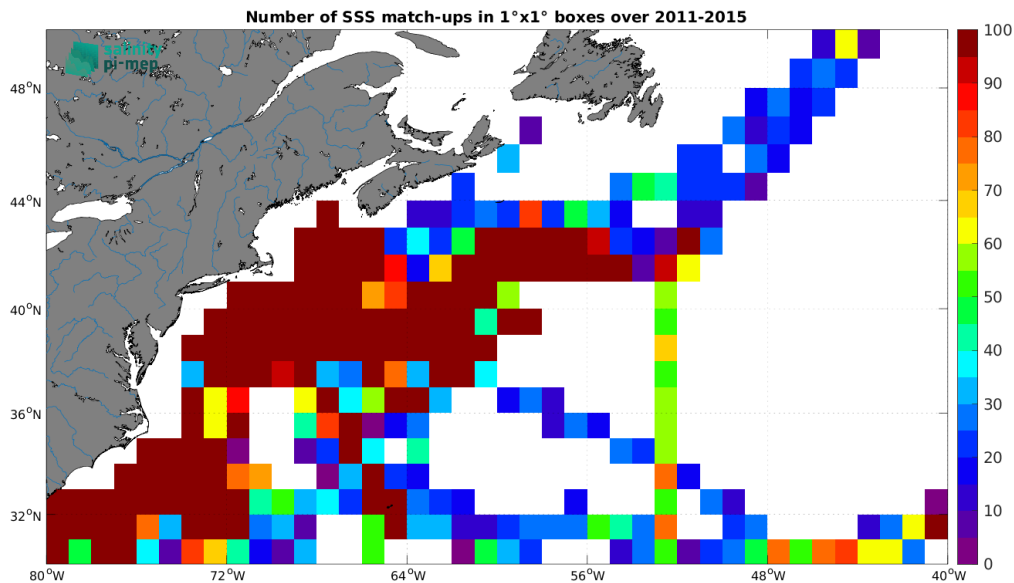 Number of SSS match-ups in 1°x1° boxes over 2011-2015
salinity
pi-mep
48°N
44°N
40°N
36°N
32°N
80°W 72°W 64°W 56°W 48°W 40°W
100
90
80
70
60
50
40
30
20
10
0